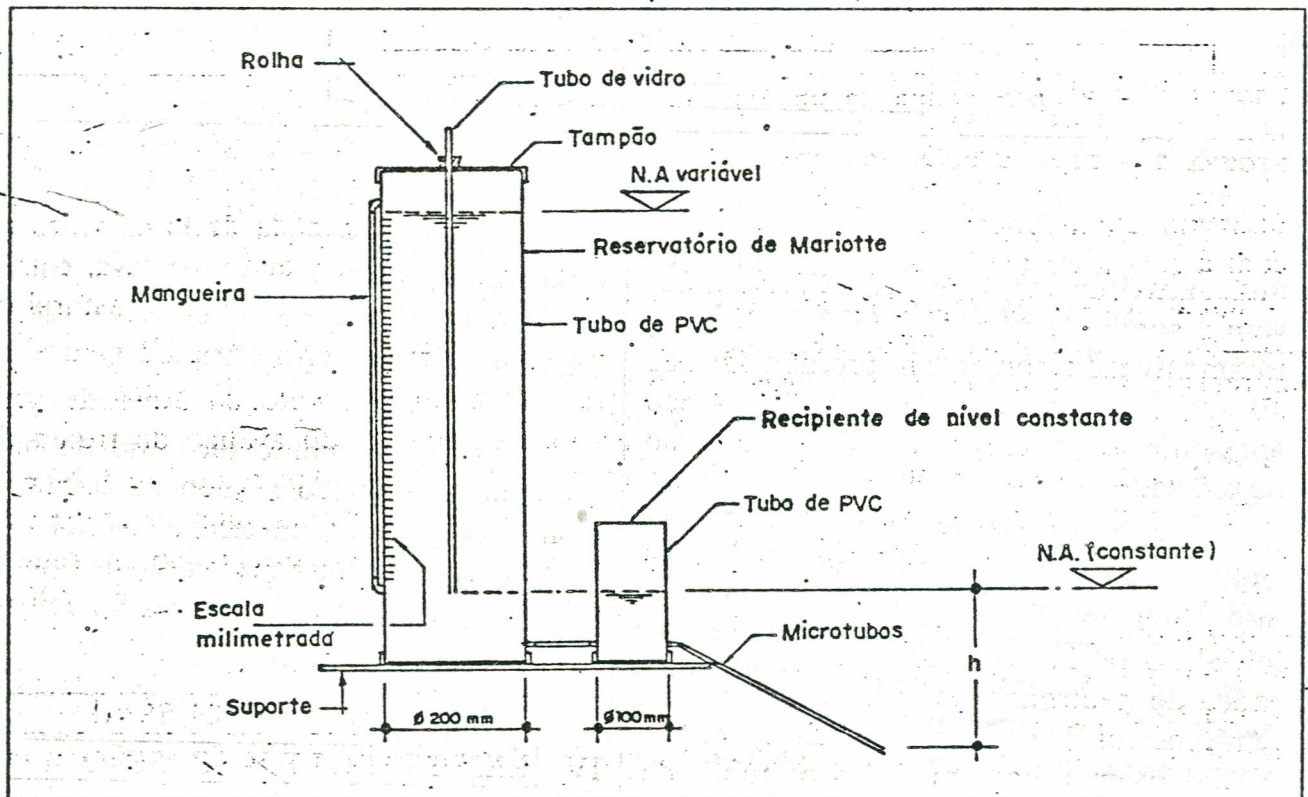 Rolha
Tubo de vidro
Tampão
N.A variável
Reservatório de Mariotte
Mangueira
Tubo de PVC
Recipiente de nivel constante
Tubo de PVC
N.A. (constante)
Escala
milimetrada
Microtubos
h
Suporte
Ø 200 mm
Ø100mm